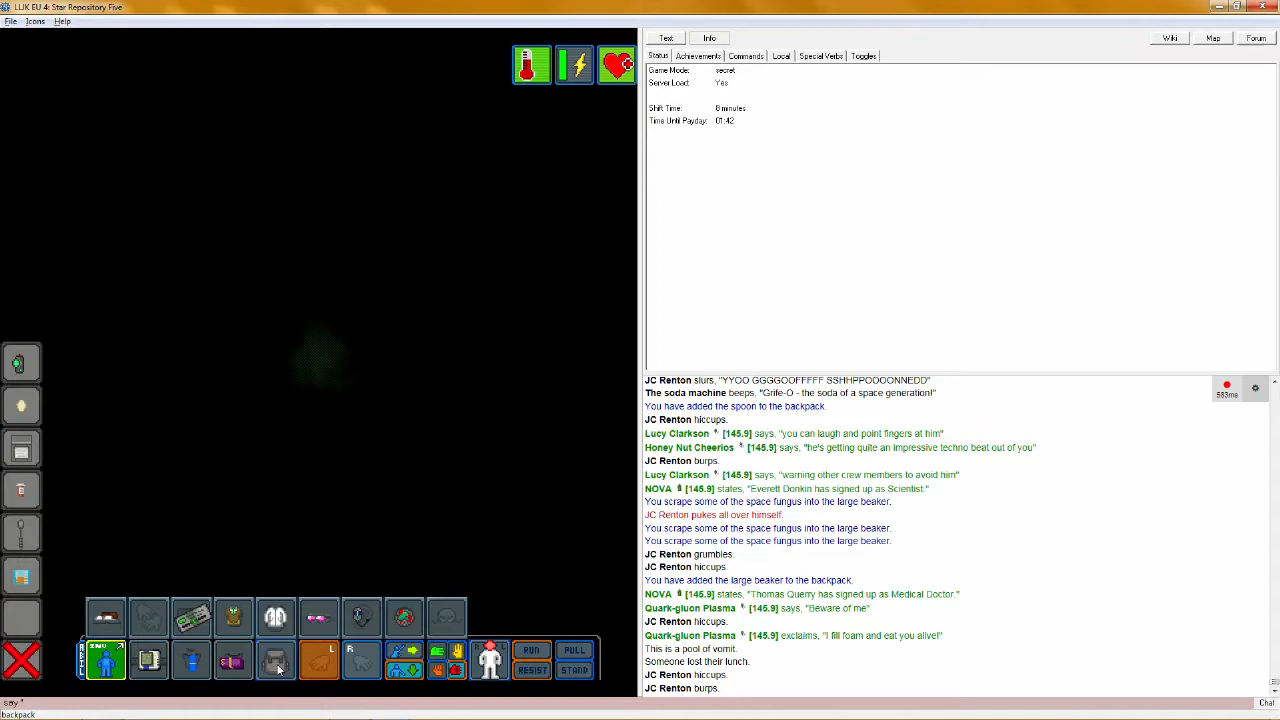 LLJK EU 4: Star Repository Five
File Icons Help
Text Info Wiki Map Forum
Status Achievements Commands Local Special Verbs Toggles
Game Mode: secret
Server Load: Yes
Shift Time: 8 minutes
Time Until Payday: 01:42
JC Renton slurs, "YYOO GGGGOOFFFFF SSHHPPOOOONNEDD"
The soda machine beeps, "Grife-O - the soda of a space generation!"
You have added the spoon to the backpack.
JC Renton hiccups.
Lucy Clarkson [145.9] says, "you can laugh and point fingers at him"
Honey Nut Cheerios [145.9] says, "he's getting quite an impressive techno beat out of you"
JC Renton burps.
Lucy Clarkson [145.9] says, "warning other crew members to avoid him"
NOVA [145.9] states, "Everett Donkin has signed up as Scientist."
You scrape some of the space fungus into the large beaker.
JC Renton pukes all over himself.
You scrape some of the space fungus into the large beaker.
You scrape some of the space fungus into the large beaker.
JC Renton grumbles.
JC Renton hiccups.
You have added the large beaker to the backpack.
NOVA [145.9] states, "Thomas Querry has signed up as Medical Doctor."
Quark-gluon Plasma [145.9] says, "Beware of me"
JC Renton hiccups.
Quark-gluon Plasma [145.9] exclaims, "I fill foam and eat you alive!"
This is a pool of vomit.
Someone lost their lunch.
JC Renton hiccups.
JC Renton burps.
583ms
ABIL
INV
L
R
RUN PULL
RESIST STAND
say "
Chat
backpack